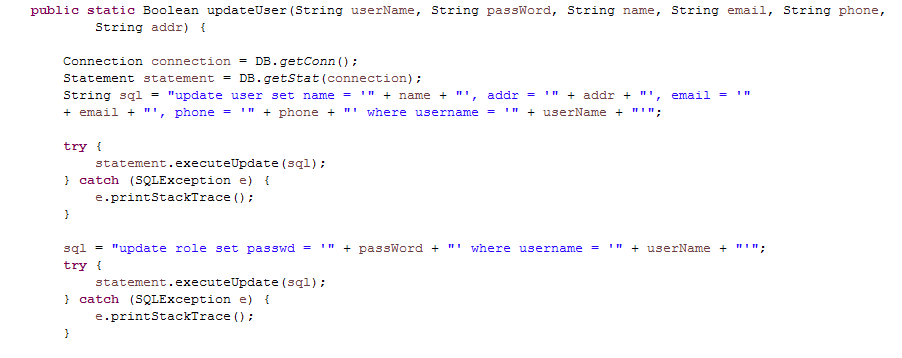 public static Boolean updateUser(String userName, String passWord, String name, String email, String phone,
String addr) {
Connection connection = DB.getConn();
Statement statement = DB.getStat(connection);
String sql = "update user set name = '" + name + "', addr = '" + addr + "', email = '"
+ email + "', phone = '" + phone + "' where username = '" + userName + "'";
try {
statement.executeUpdate(sql);
} catch (SQLException e) {
e.printStackTrace();
}
sql = "update role set passwd = '" + passWord + "' where username = '" + userName + "'";
try {
statement.executeUpdate(sql);
} catch (SQLException e) {
e.printStackTrace();
}